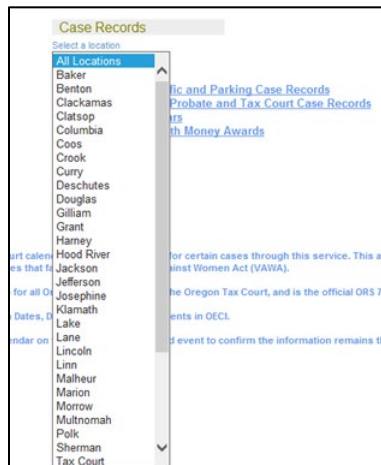 Case Records
Select a location
All Locations
Baker
Benton
fic and Parking Case Records
Clackamas
Probate and Tax Court Case Records
Clatsop
rs
Columbia
th Money Awards
Coos
Crook
Curry
Deschutes
Douglas
Gilliam
Grant
Harney
Hood River
urt calen
for certain cases through this service. This a
Jackson
es that fa
inst Women Act (VAWA).
Jefferson
Josephine
for all O
he Oregon Tax Court, and is the official ORS 7
Klamath
Lake
n Dates, D
ents in OECI.
Lane
Lincoln
ndar on
d event to confirm the information remains th
Linn
Malheur
Marion
Morrow
Multnomah
Polk
Sherman
Tax Court